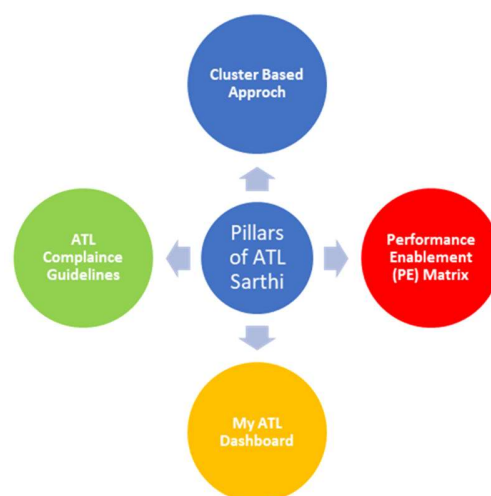 Cluster Based
Approch
ATL
Complaince
Guidelines
Pillars
of ATL
Sarthi
Performance
Enablement
(PE) Matrix
My ATL
Dashboard